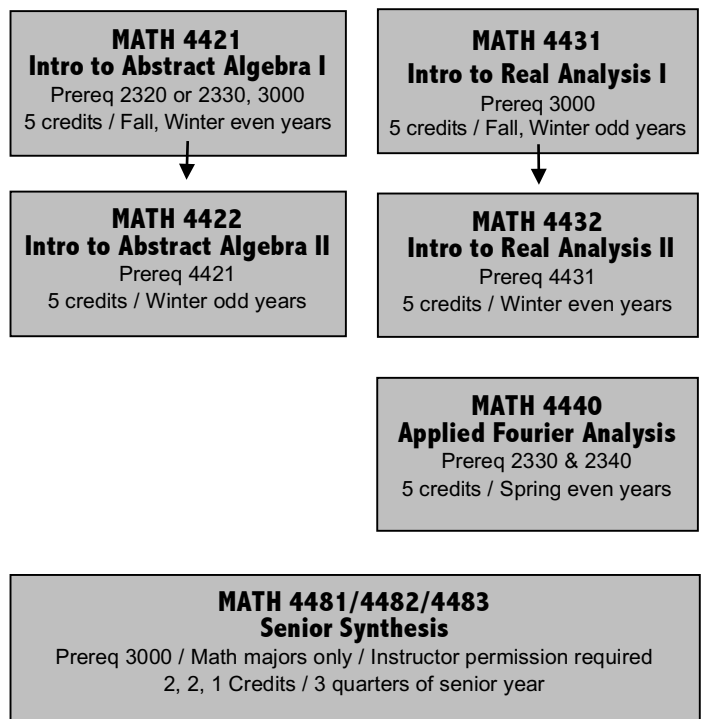 MATH 4421
Intro to Abstract Algebra I
Prereq 2320 or 2330, 3000
5 credits / Fall, Winter even years
MATH 4431
Intro to Real Analysis I
Prereq 3000
5 credits / Fall, Winter odd years
MATH 4422
Intro to Abstract Algebra II
Prereq 4421
5 credits / Winter odd years
MATH 4432
Intro to Real Analysis II
Prereq 4431
5 credits / Winter even years
MATH 4440
Applied Fourier Analysis
Prereq 2330 & 2340
5 credits / Spring even years
MATH 4481/4482/4483
Senior Synthesis
Prereq 3000 / Math majors only / Instructor permission required
2, 2, 1 Credits / 3 quarters of senior year